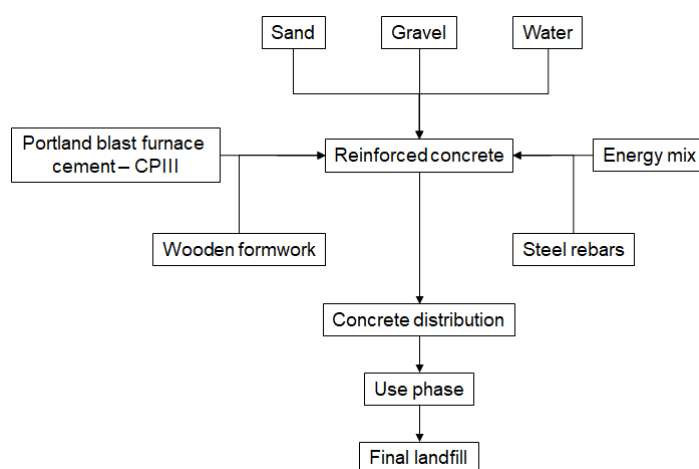 Sand
Gravel
Water
Portland blast furnace
cement – CPIII
Reinforced concrete
Energy mix
Wooden formwork
Steel rebars
Concrete distribution
Use phase
Final landfill